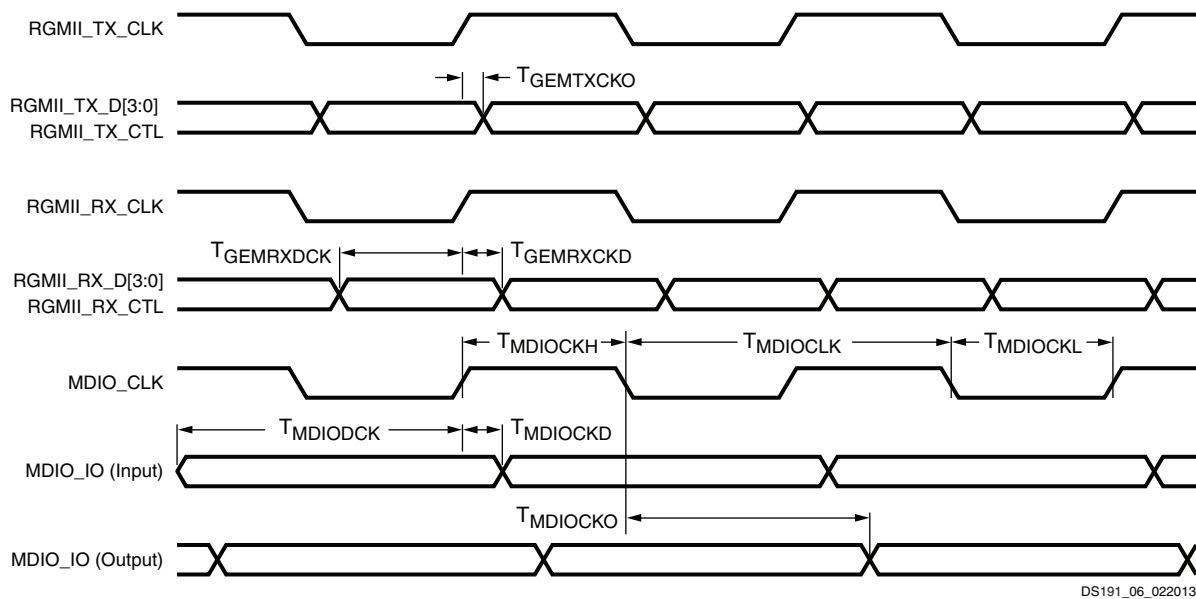 RGMII_TX_CLK
TGEMTXCKO
RGMII_TX_D[3:0]
RGMII_TX_CTL
RGMII_RX_CLK
TGEMRXDCK
TGEMRXCKD
RGMII_RX_D[3:0]
RGMII_RX_CTL
TMDIOCKH
TMDIOCLK
TMDIOCKL
MDIO_CLK
TMDIODCK
TMDIOCKD
MDIO_IO (Input)
TMDIOCKO
MDIO_IO (Output)
DS191_06_022013